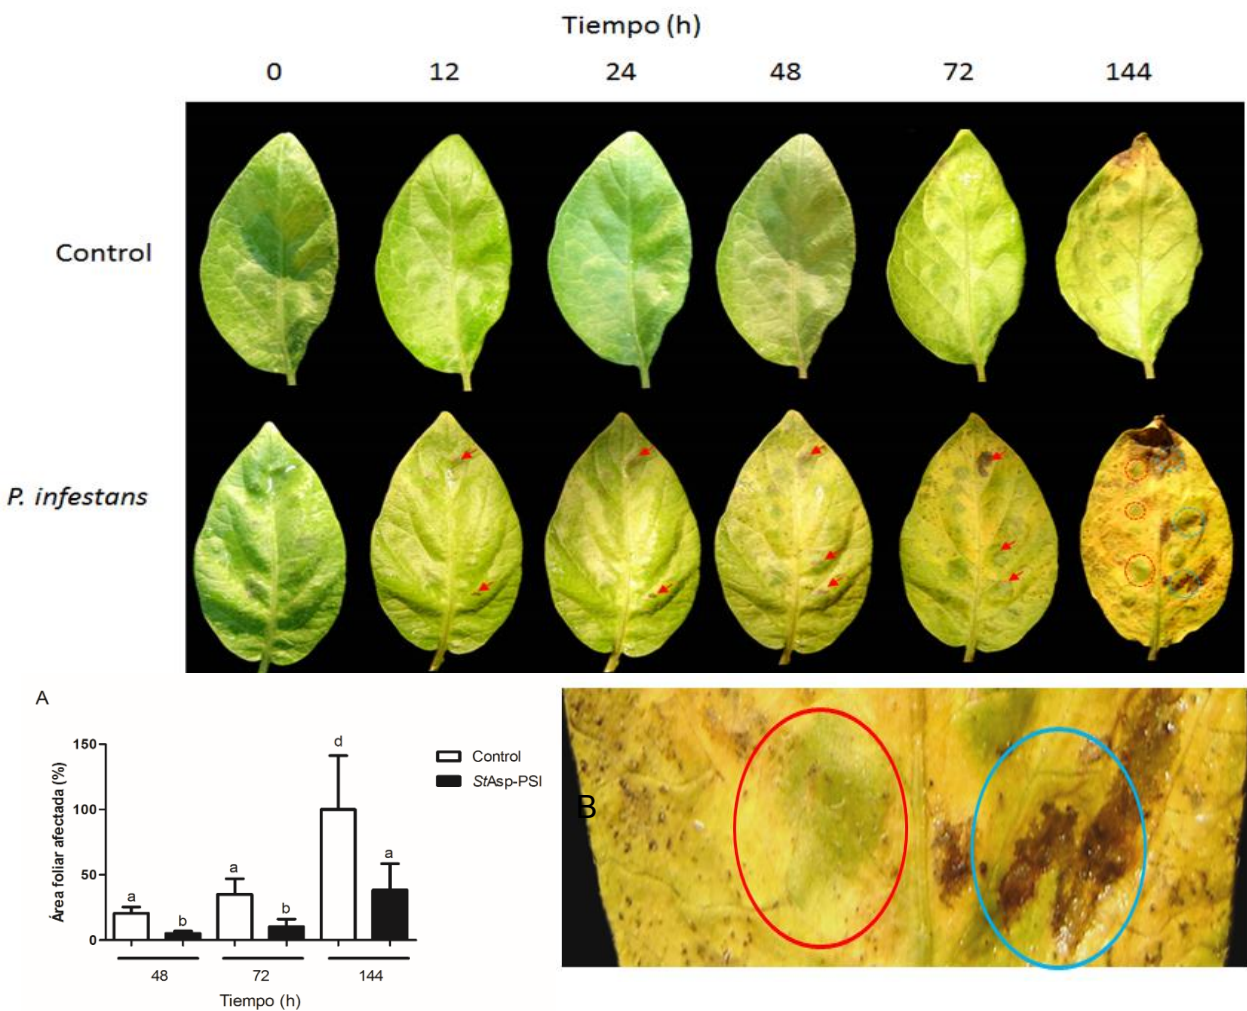 Tiempo (h)
0 12 24 48 72 144
Control
P. infestans
A
150
100
50
0
Área foliar afectada (%)
a b a b d a
48 72 144
Tiempo (h)
Control
StAsp-PSI
B